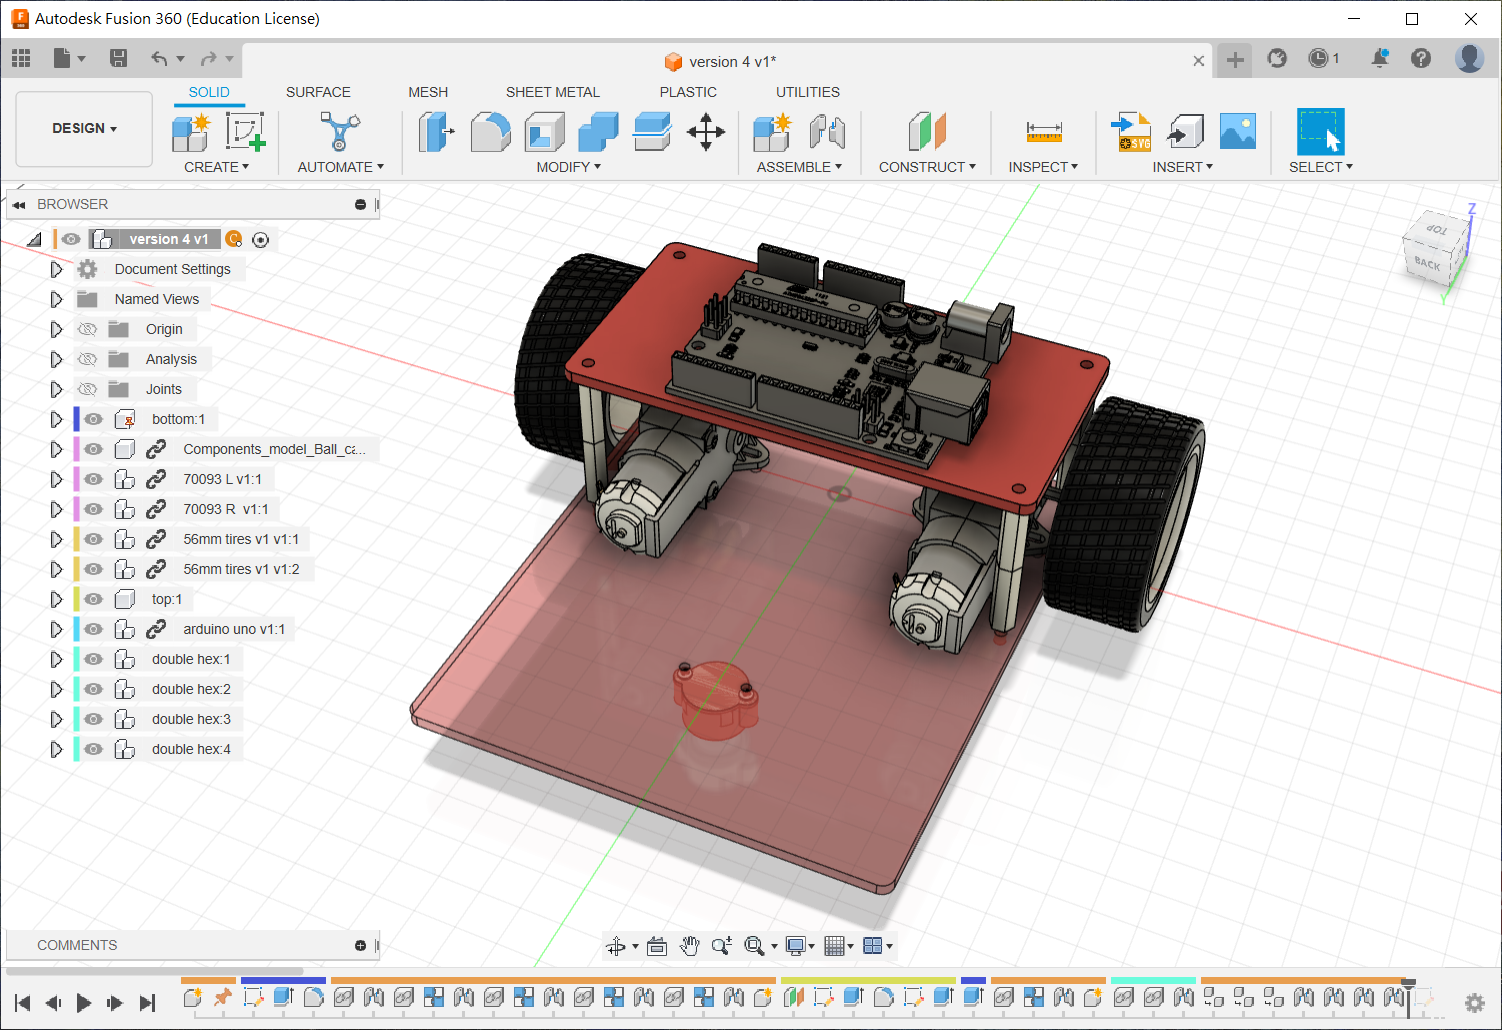 Autodesk Fusion 360 (Education License)
version 4 v1*
1
SOLID
SURFACE
MESH
SHEET METAL
PLASTIC
UTILITIES
DESIGN
CREATE
AUTOMATE
MODIFY
ASSEMBLE
CONSTRUCT
INSPECT
INSERT
SELECT
SVG
BROWSER
version 4 v1
Document Settings
Named Views
Origin
Analysis
Joints
bottom:1
Components_model_Ball_ca...
70093 L v1:1
70093 R v1:1
56mm tires v1 v1:1
56mm tires v1 v1:2
top:1
arduino uno v1:1
double hex:1
double hex:2
double hex:3
double hex:4
TOP
BACK
Z
Y
COMMENTS